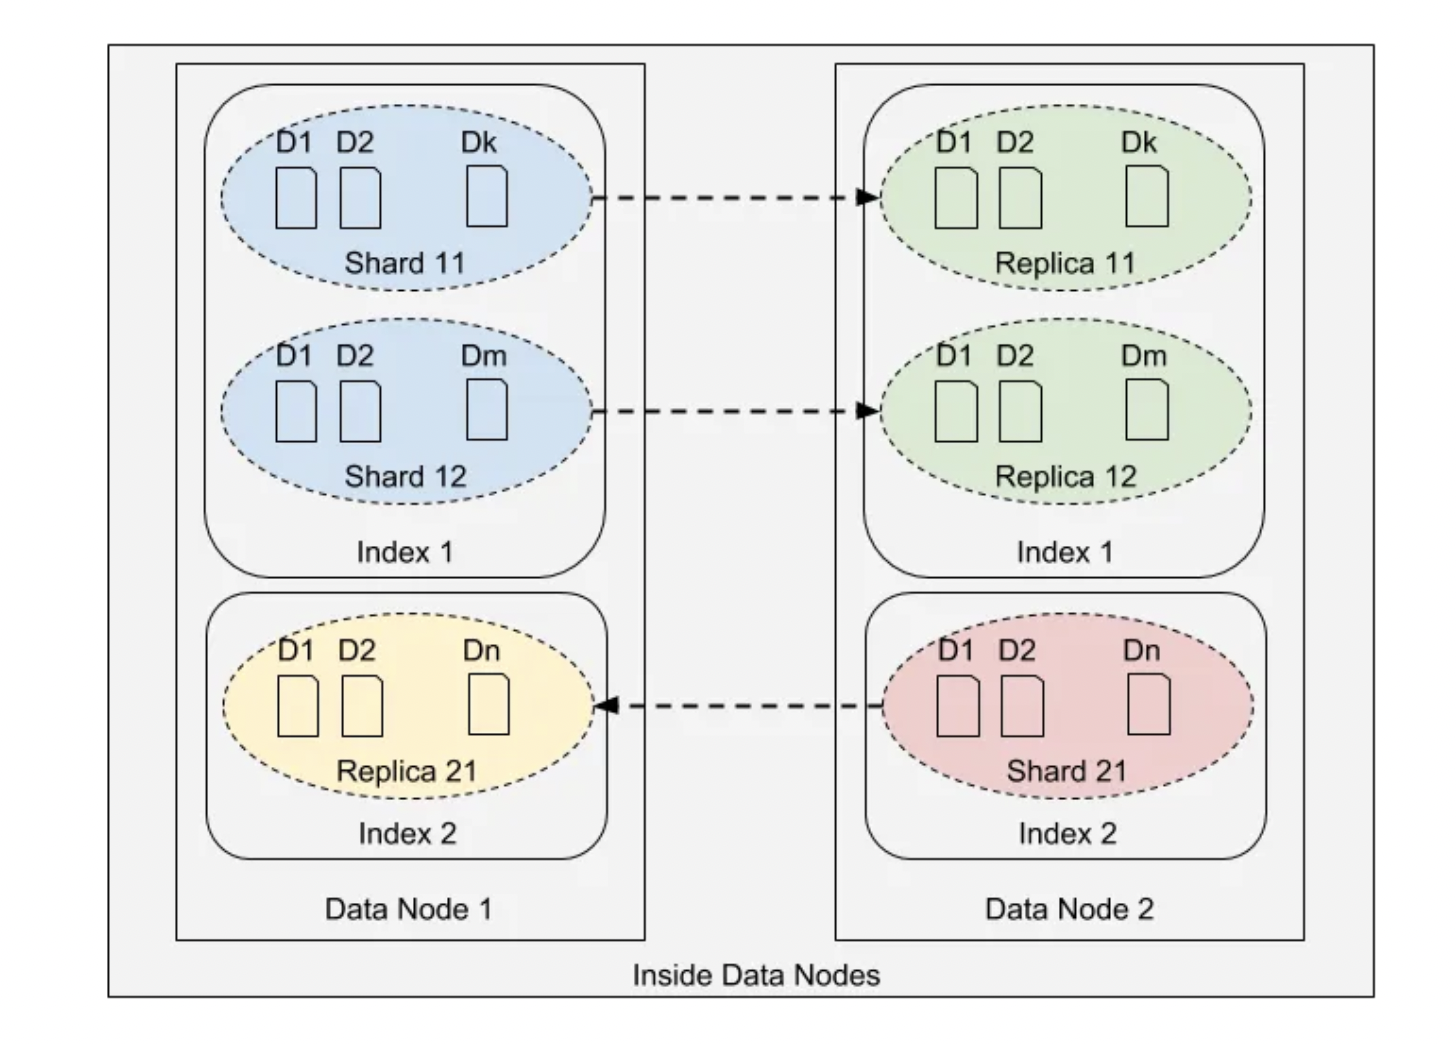 D1 D2 Dk
Shard 11
D1 D2 Dm
Shard 12
Index 1
D1 D2 Dn
Replica 21
Index 2
Data Node 1
D1 D2 Dk
Replica 11
D1 D2 Dm
Replica 12
Index 1
D1 D2 Dn
Shard 21
Index 2
Data Node 2
Inside Data Nodes